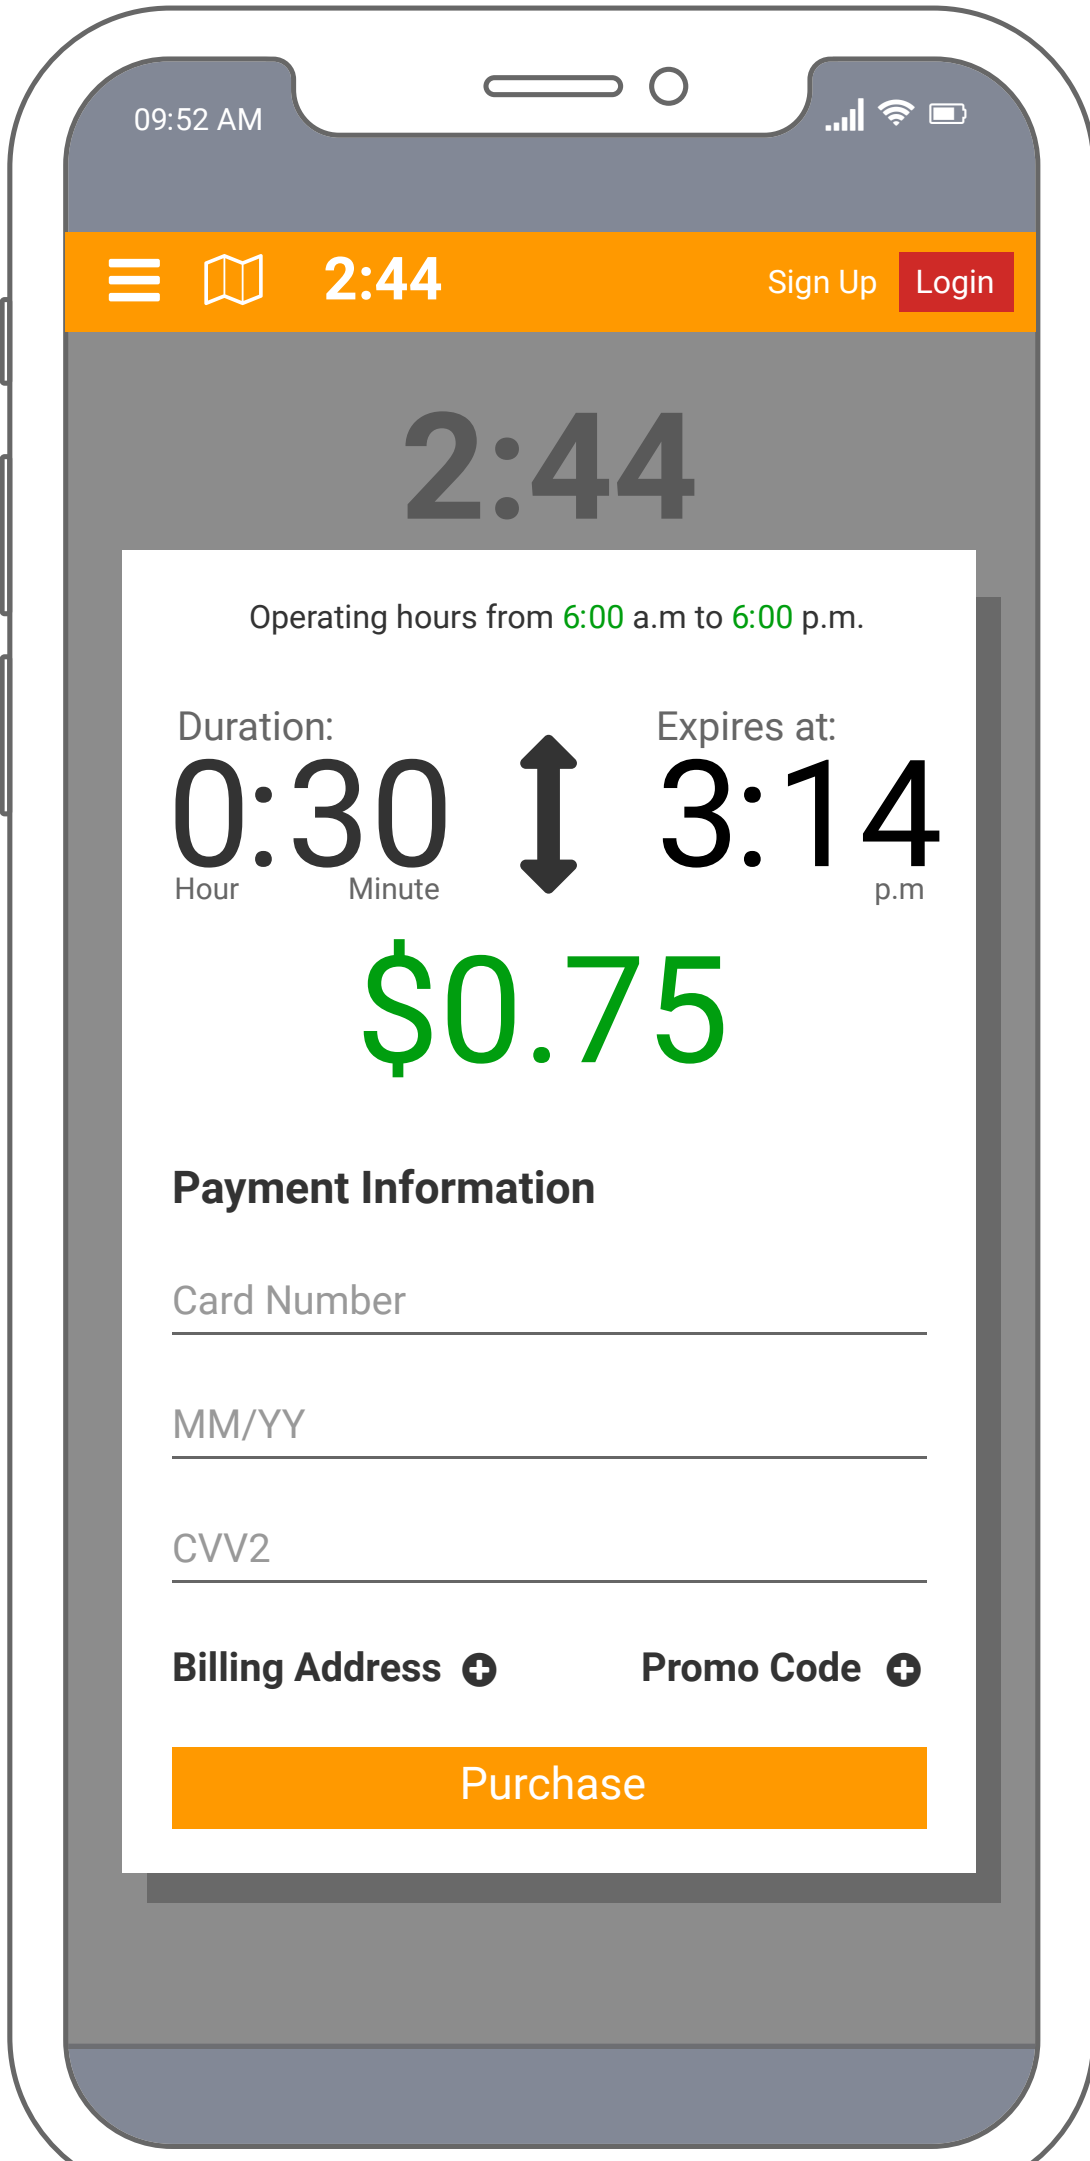 09:52 AM
2:44 Sign Up Login
2:44
Operating hours from 6:00 a.m to 6:00 p.m.
Duration: Expires at:
0:30 3:14
Hour Minute p.m
$0.75
Payment Information
Card Number
MM/YY
CVV2
Billing Address Promo Code
Purchase